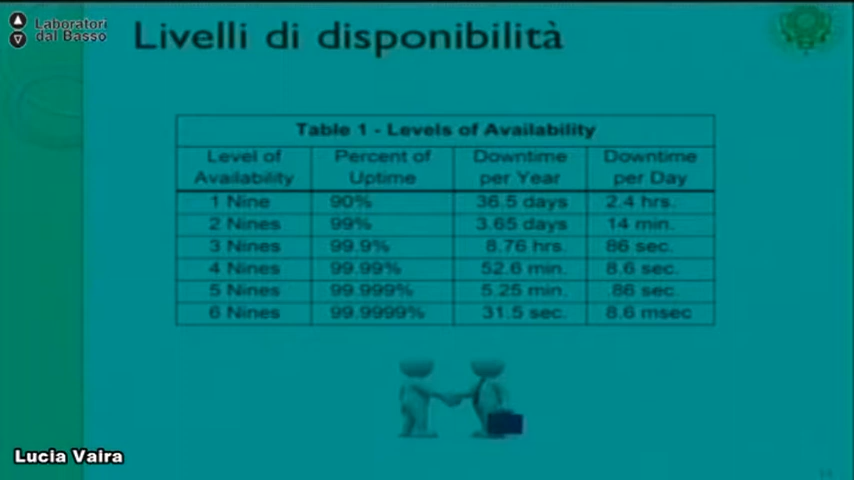 Laboratori
dal Basso
Livelli di disponibilità
Table 1 - Levels of Availability
Level of Availability Percent of Uptime Downtime per Year Downtime per Day
1 Nine 90% 36.5 days 2.4 hrs.
2 Nines 99% 3.65 days 14 min.
3 Nines 99.9% 8.76 hrs. 86 sec.
4 Nines 99.99% 52.6 min. 8.6 sec.
5 Nines 99.999% 5.25 min. 86 sec.
6 Nines 99.9999% 31.5 sec. 8.6 msec
Lucia Vaira